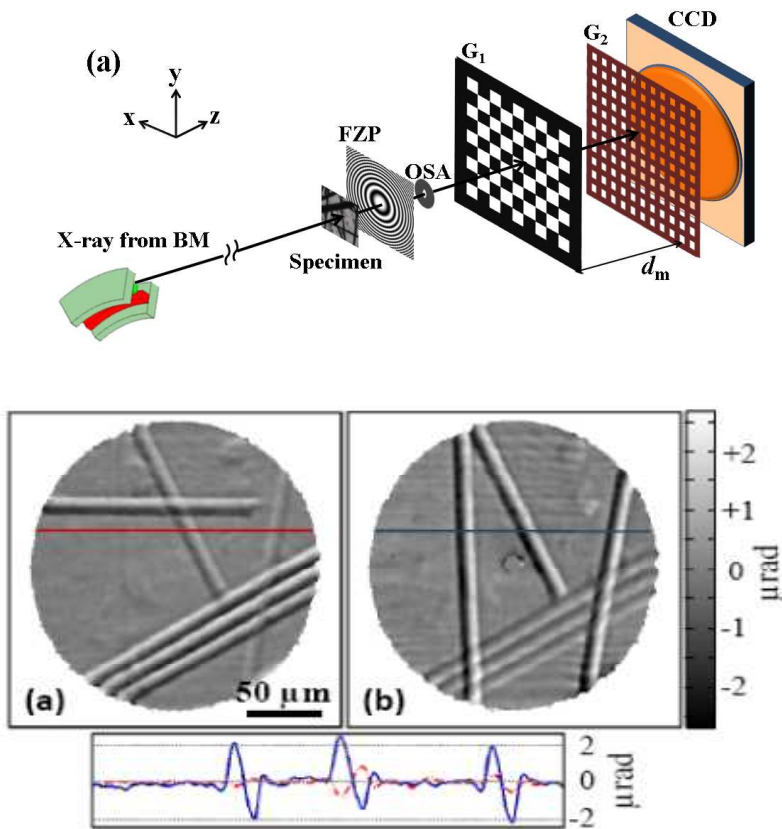 CCD
G2
G1
(a)
y
x
z
FZP
OSA
X-ray from BM
Specimen
dm
+2
+1
0
-1
-2
μrad
(a)
50 μm
(b)
2
0
-2
μrad